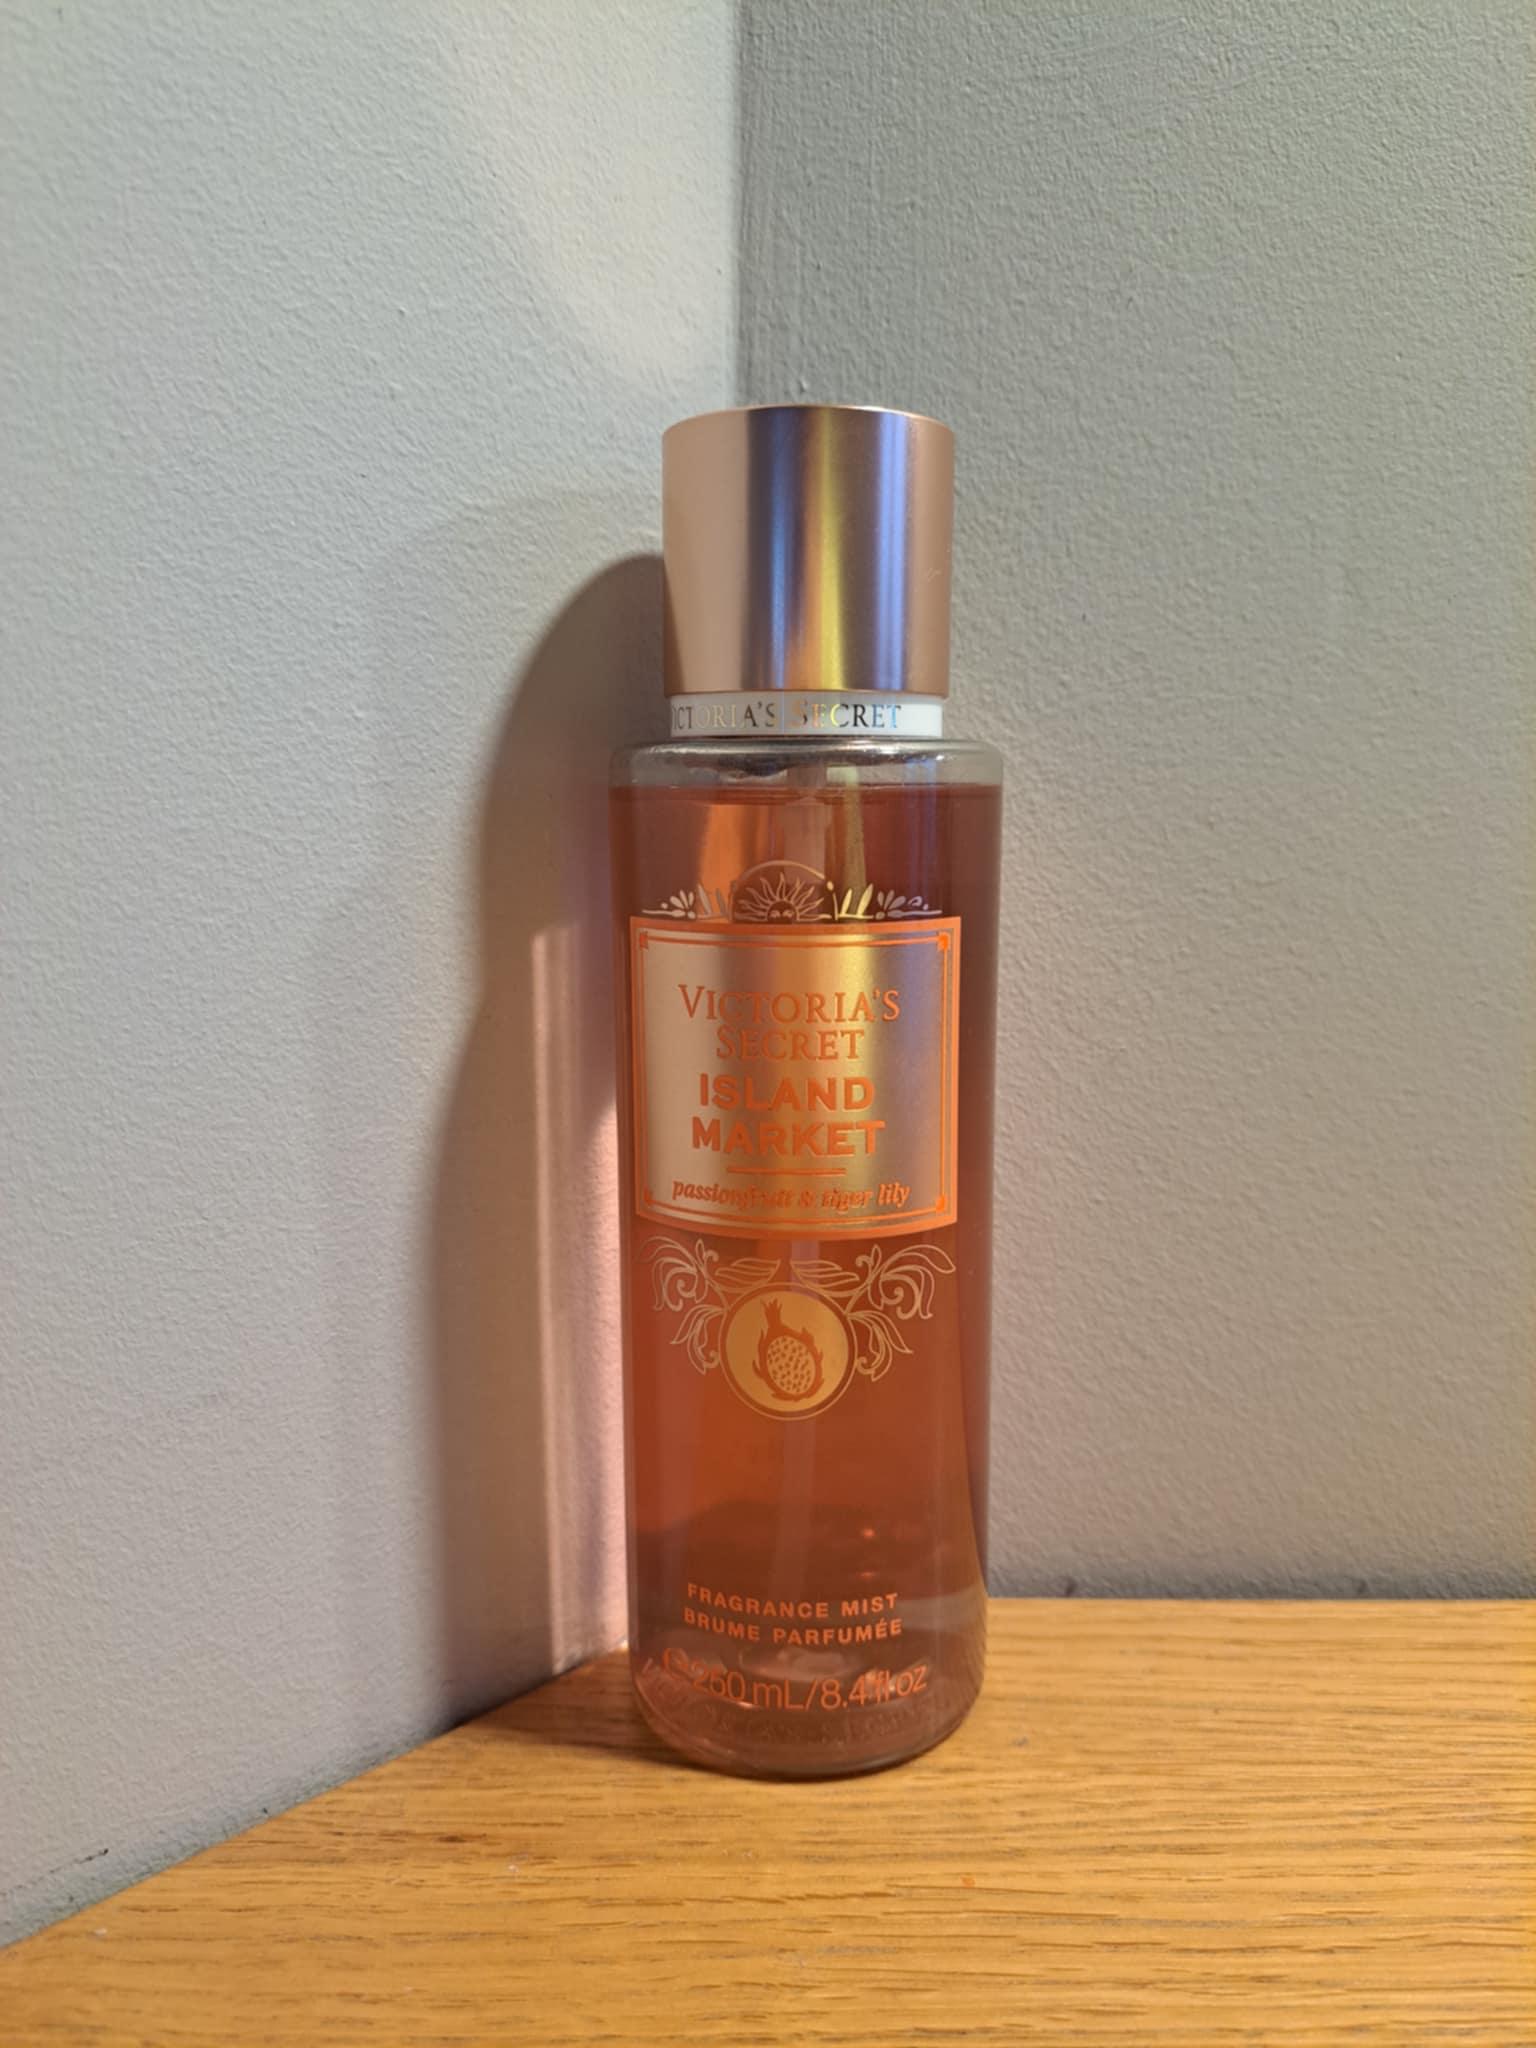 VICTORIA'S SECRET
VICTORIA'S
SECRET
ISLAND
MARKET
passionfruit & tiger lily
FRAGRANCE MIST
BRUME PARFUMÉE
℮ 250 mL/8.4 fl oz